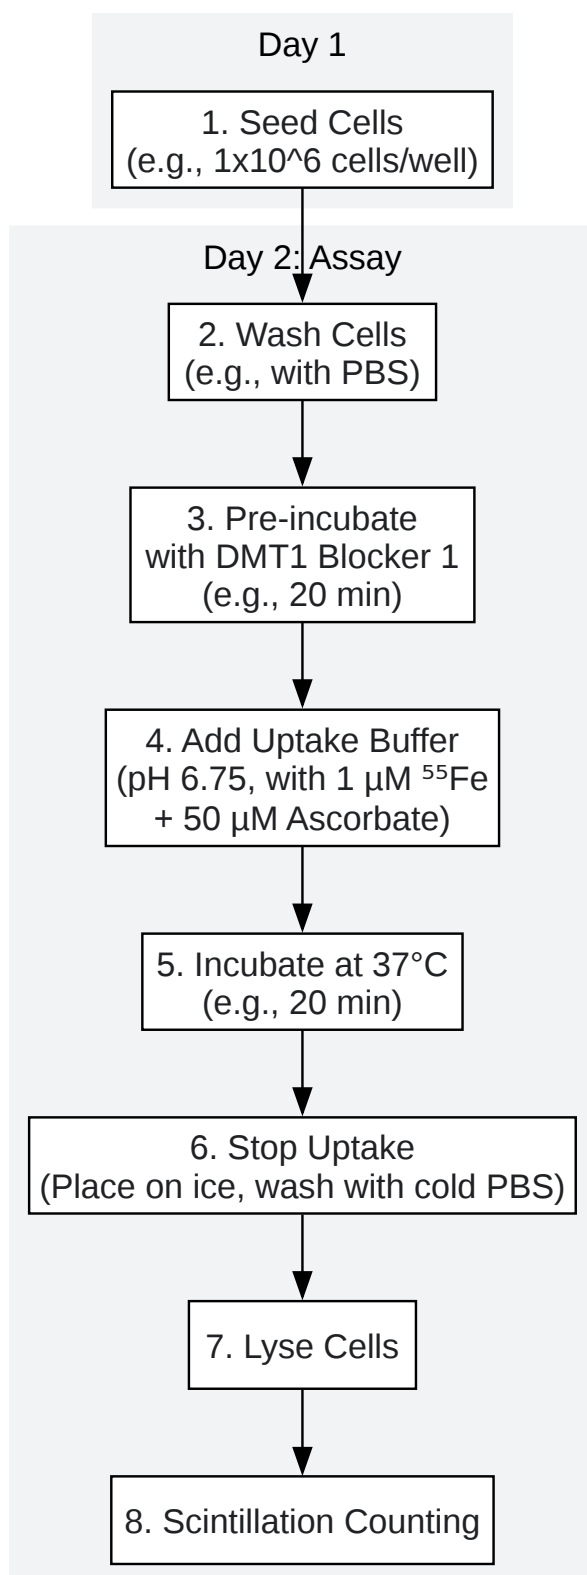 Day 1
1. Seed Cells
(e.g., 1x10^6 cells/well)
Day 2: Assay
2. Wash Cells
(e.g., with PBS)
3. Pre-incubate
with DMT1 Blocker 1
(e.g., 20 min)
4. Add Uptake Buffer
(pH 6.75, with 1 µM ⁵⁵Fe
+ 50 µM Ascorbate)
5. Incubate at 37°C
(e.g., 20 min)
6. Stop Uptake
(Place on ice, wash with cold PBS)
7. Lyse Cells
8. Scintillation Counting